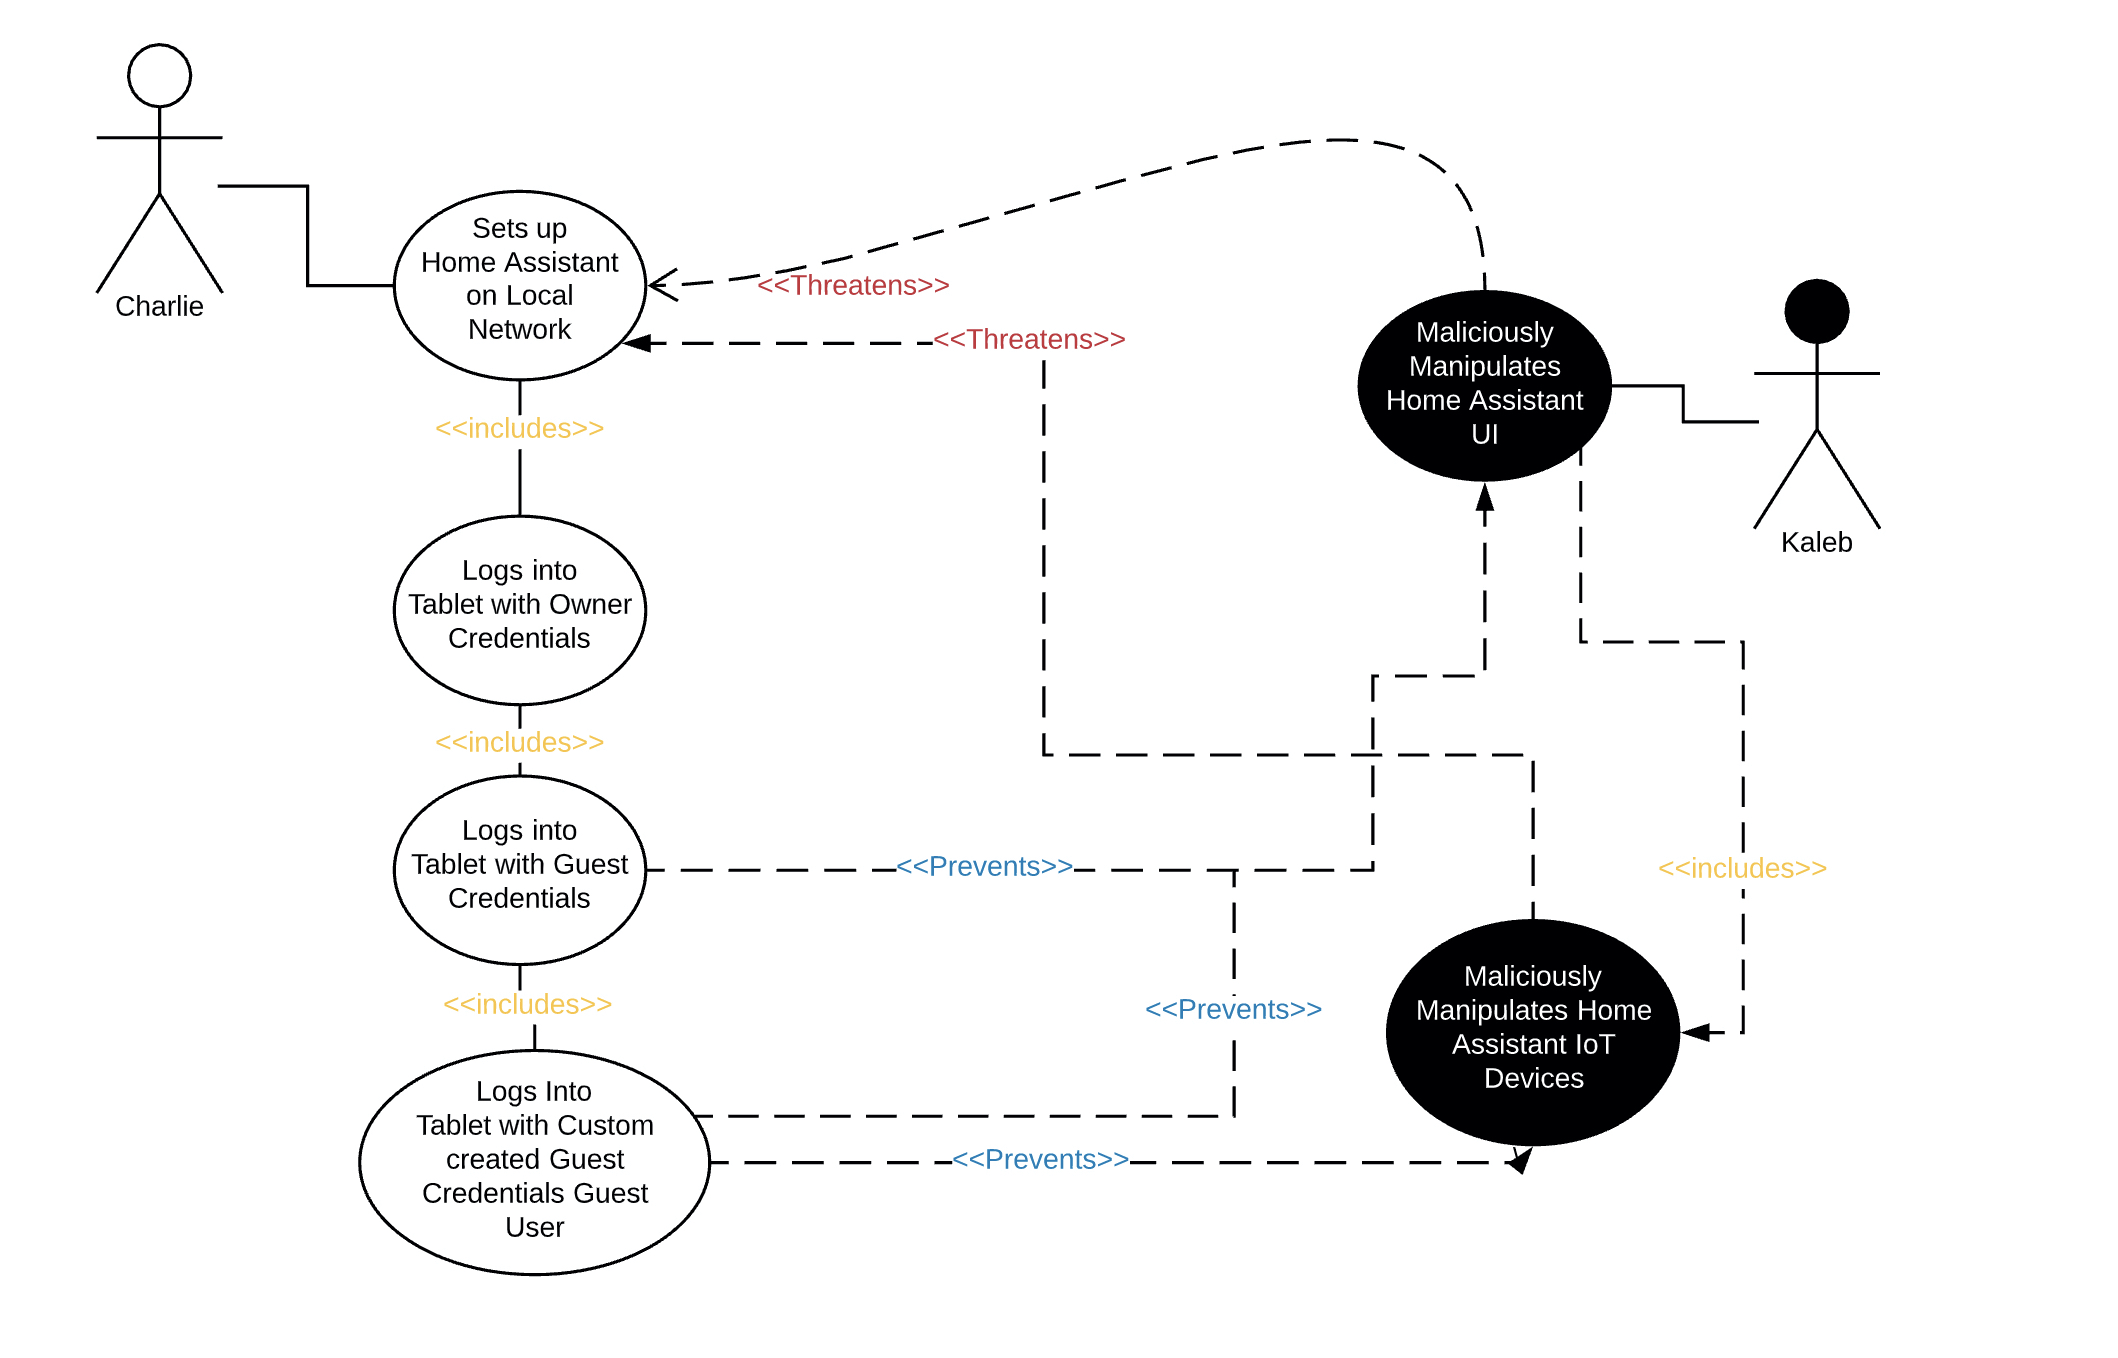 Charlie
Sets up
Home Assistant
on Local
Network
<<Threatens>>
<<Threatens>>
Maliciously
Manipulates
Home Assistant
UI
Kaleb
<<includes>>
Logs into
Tablet with Owner
Credentials
<<includes>>
Logs into
Tablet with Guest
Credentials
<<Prevents>>
<<includes>>
<<includes>>
<<Prevents>>
Maliciously
Manipulates Home
Assistant IoT
Devices
Logs Into
Tablet with Custom
created Guest
Credentials Guest
User
<<Prevents>>